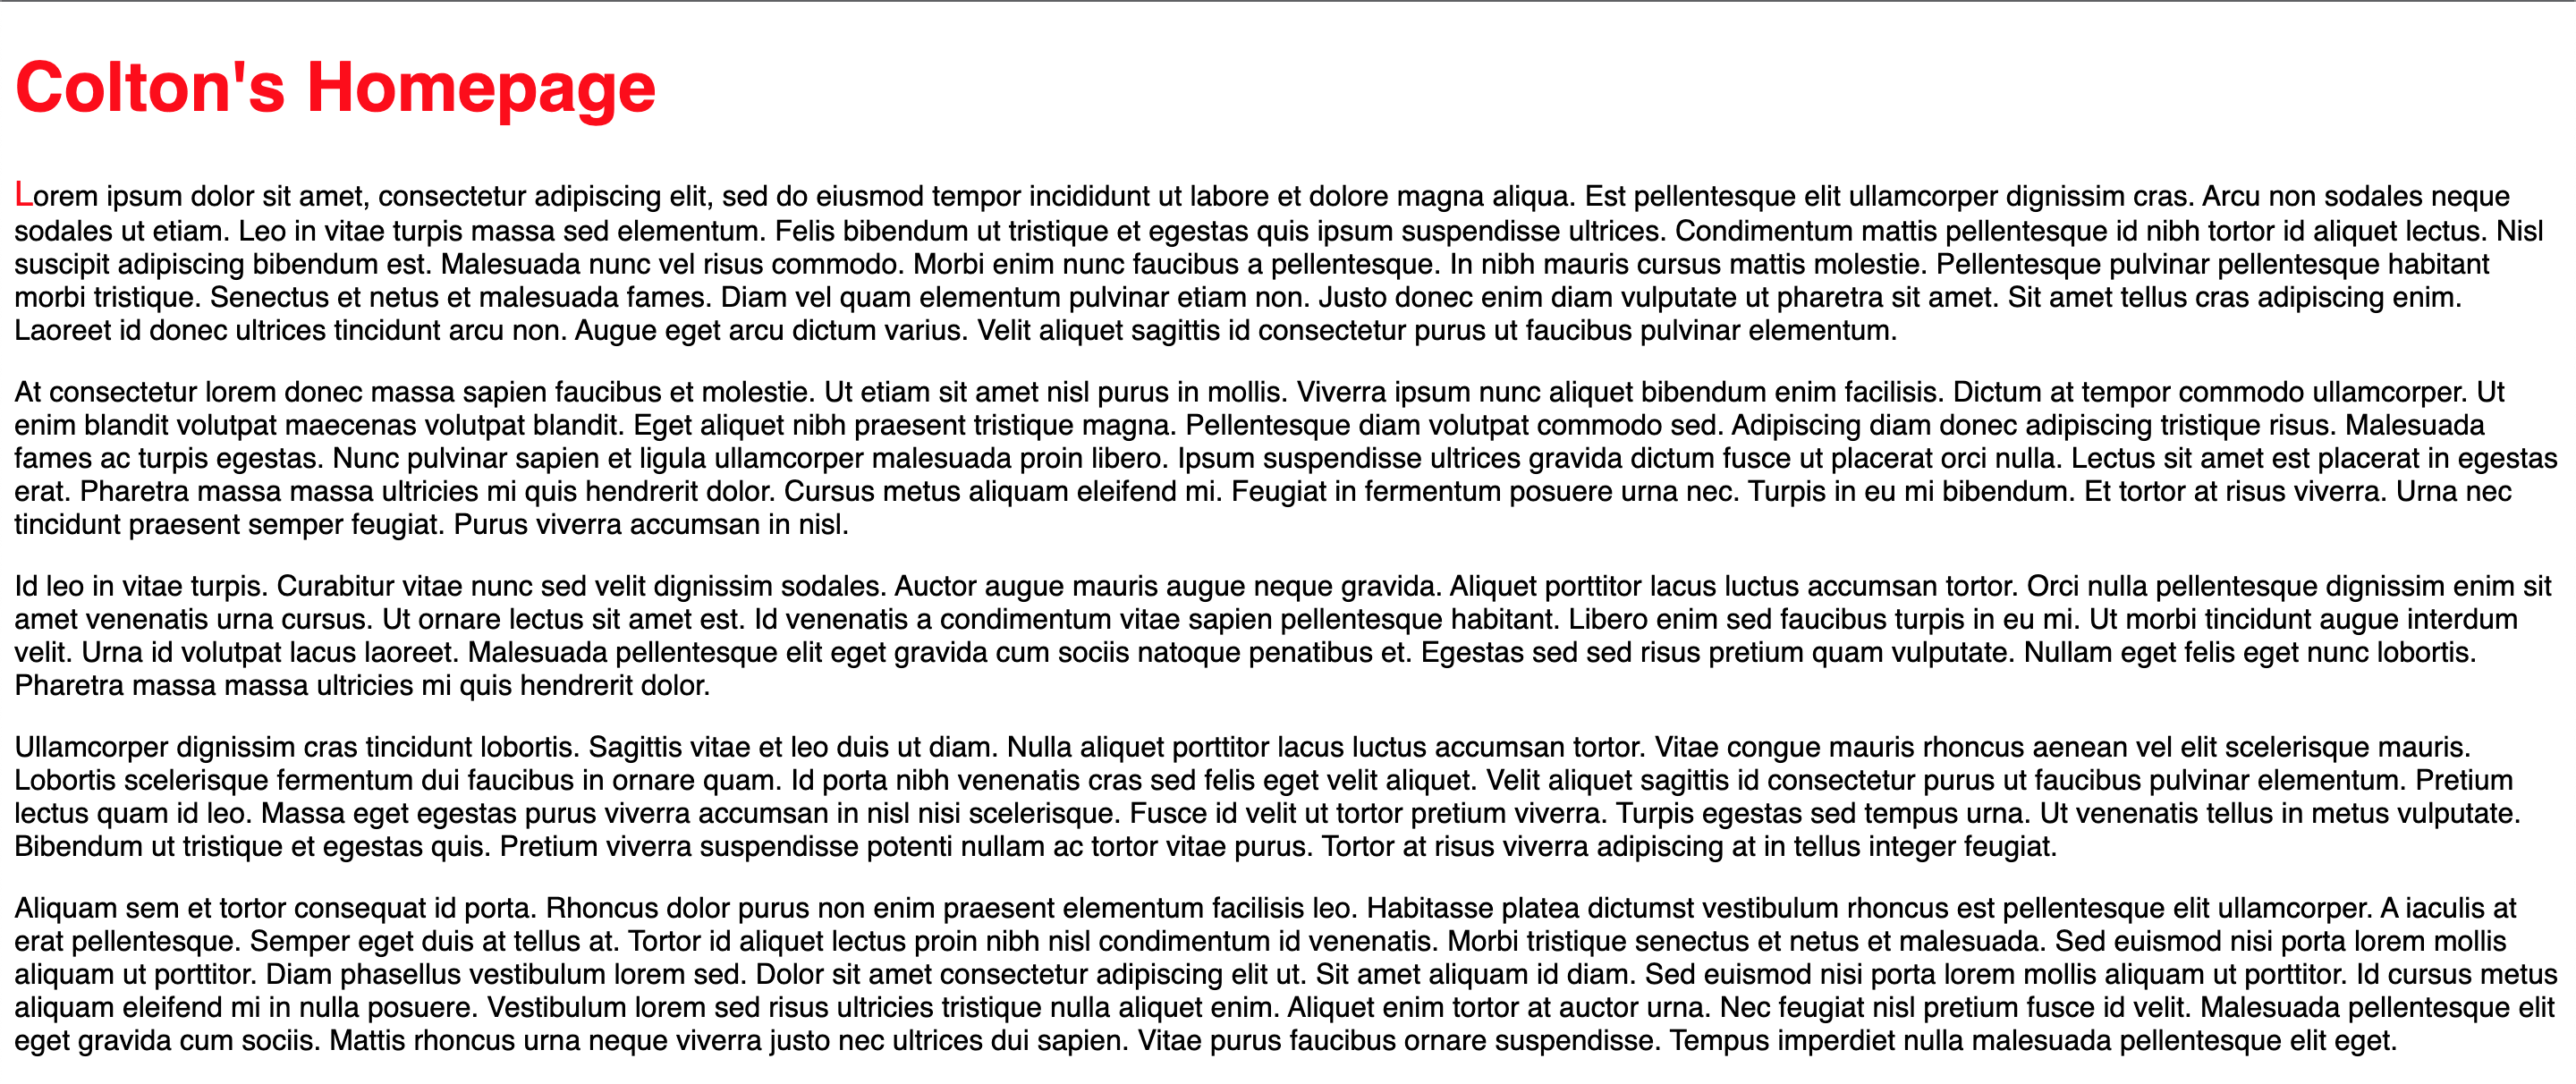 Colton's Homepage
Lorem ipsum dolor sit amet, consectetur adipiscing elit, sed do eiusmod tempor incididunt ut labore et dolore magna aliqua. Est pellentesque elit ullamcorper dignissim cras. Arcu non sodales neque
sodales ut etiam. Leo in vitae turpis massa sed elementum. Felis bibendum ut tristique et egestas quis ipsum suspendisse ultrices. Condimentum mattis pellentesque id nibh tortor id aliquet lectus. Nisl
suscipit adipiscing bibendum est. Malesuada nunc vel risus commodo. Morbi enim nunc faucibus a pellentesque. In nibh mauris cursus mattis molestie. Pellentesque pulvinar pellentesque habitant
morbi tristique. Senectus et netus et malesuada fames. Diam vel quam elementum pulvinar etiam non. Justo donec enim diam vulputate ut pharetra sit amet. Sit amet tellus cras adipiscing enim.
Laoreet id donec ultrices tincidunt arcu non. Augue eget arcu dictum varius. Velit aliquet sagittis id consectetur purus ut faucibus pulvinar elementum.
At consectetur lorem donec massa sapien faucibus et molestie. Ut etiam sit amet nisl purus in mollis. Viverra ipsum nunc aliquet bibendum enim facilisis. Dictum at tempor commodo ullamcorper. Ut
enim blandit volutpat maecenas volutpat blandit. Eget aliquet nibh praesent tristique magna. Pellentesque diam volutpat commodo sed. Adipiscing diam donec adipiscing tristique risus. Malesuada
fames ac turpis egestas. Nunc pulvinar sapien et ligula ullamcorper malesuada proin libero. Ipsum suspendisse ultrices gravida dictum fusce ut placerat orci nulla. Lectus sit amet est placerat in egestas
erat. Pharetra massa massa ultricies mi quis hendrerit dolor. Cursus metus aliquam eleifend mi. Feugiat in fermentum posuere urna nec. Turpis in eu mi bibendum. Et tortor at risus viverra. Urna nec
tincidunt praesent semper feugiat. Purus viverra accumsan in nisl.
Id leo in vitae turpis. Curabitur vitae nunc sed velit dignissim sodales. Auctor augue mauris augue neque gravida. Aliquet porttitor lacus luctus accumsan tortor. Orci nulla pellentesque dignissim enim sit
amet venenatis urna cursus. Ut ornare lectus sit amet est. Id venenatis a condimentum vitae sapien pellentesque habitant. Libero enim sed faucibus turpis in eu mi. Ut morbi tincidunt augue interdum
velit. Urna id volutpat lacus laoreet. Malesuada pellentesque elit eget gravida cum sociis natoque penatibus et. Egestas sed sed risus pretium quam vulputate. Nullam eget felis eget nunc lobortis.
Pharetra massa massa ultricies mi quis hendrerit dolor.
Ullamcorper dignissim cras tincidunt lobortis. Sagittis vitae et leo duis ut diam. Nulla aliquet porttitor lacus luctus accumsan tortor. Vitae congue mauris rhoncus aenean vel elit scelerisque mauris.
Lobortis scelerisque fermentum dui faucibus in ornare quam. Id porta nibh venenatis cras sed felis eget velit aliquet. Velit aliquet sagittis id consectetur purus ut faucibus pulvinar elementum. Pretium
lectus quam id leo. Massa eget egestas purus viverra accumsan in nisl nisi scelerisque. Fusce id velit ut tortor pretium viverra. Turpis egestas sed tempus urna. Ut venenatis tellus in metus vulputate.
Bibendum ut tristique et egestas quis. Pretium viverra suspendisse potenti nullam ac tortor vitae purus. Tortor at risus viverra adipiscing at in tellus integer feugiat.
Aliquam sem et tortor consequat id porta. Rhoncus dolor purus non enim praesent elementum facilisis leo. Habitasse platea dictumst vestibulum rhoncus est pellentesque elit ullamcorper. A iaculis at
erat pellentesque. Semper eget duis at tellus at. Tortor id aliquet lectus proin nibh nisl condimentum id venenatis. Morbi tristique senectus et netus et malesuada. Sed euismod nisi porta lorem mollis
aliquam ut porttitor. Diam phasellus vestibulum lorem sed. Dolor sit amet consectetur adipiscing elit ut. Sit amet aliquam id diam. Sed euismod nisi porta lorem mollis aliquam ut porttitor. Id cursus metus
aliquam eleifend mi in nulla posuere. Vestibulum lorem sed risus ultricies tristique nulla aliquet enim. Aliquet enim tortor at auctor urna. Nec feugiat nisl pretium fusce id velit. Malesuada pellentesque elit
eget gravida cum sociis. Mattis rhoncus urna neque viverra justo nec ultrices dui sapien. Vitae purus faucibus ornare suspendisse. Tempus imperdiet nulla malesuada pellentesque elit eget.